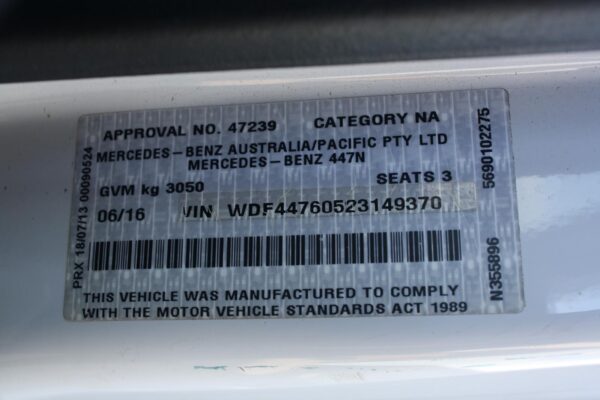 APPROVAL NO. 47239 CATEGORY NA
MERCEDES-BENZ AUSTRALIA/PACIFIC PTY LTD
MERCEDES-BENZ 447N
GVM kg 3050 SEATS 3
06/16 VIN WDF44760523149370
THIS VEHICLE WAS MANUFACTURED TO COMPLY
WITH THE MOTOR VEHICLE STANDARDS ACT 1989
PRX 18/07/13 00090524
5690102275
N355896